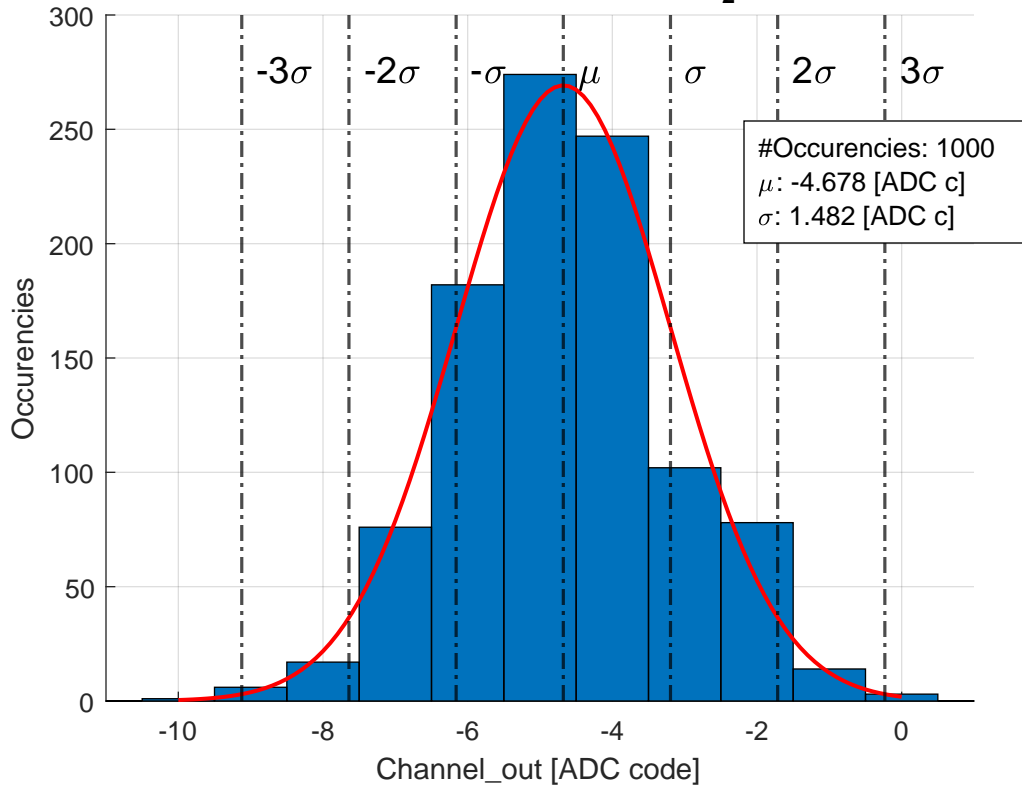 300
250
200
150
100
50
0
Occurencies
-3σ
-2σ
-σ
μ
σ
2σ
3σ
#Occurencies: 1000
μ: -4.678 [ADC c]
σ: 1.482 [ADC c]
-10
-8
-6
-4
-2
0
Channel_out [ADC code]